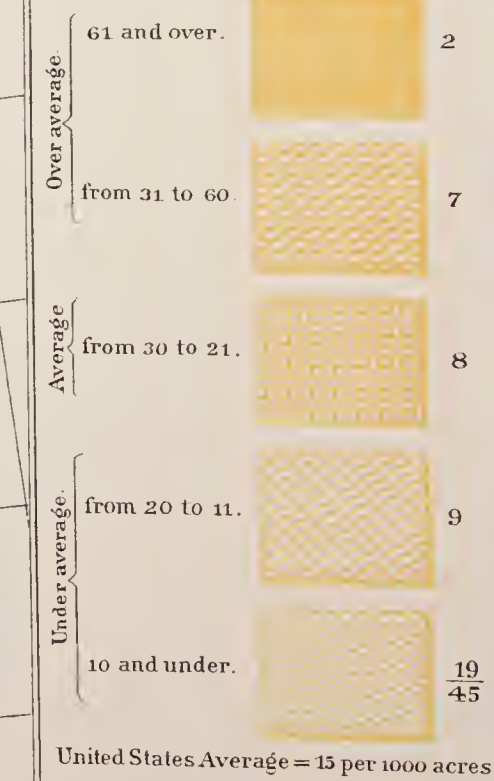 Over average.
61 and over. 2
from 31 to 60. 7
Average
from 30 to 21. 8
Under average.
from 20 to 11. 9
10 and under. 19
45
United States Average = 15 per 1000 acres